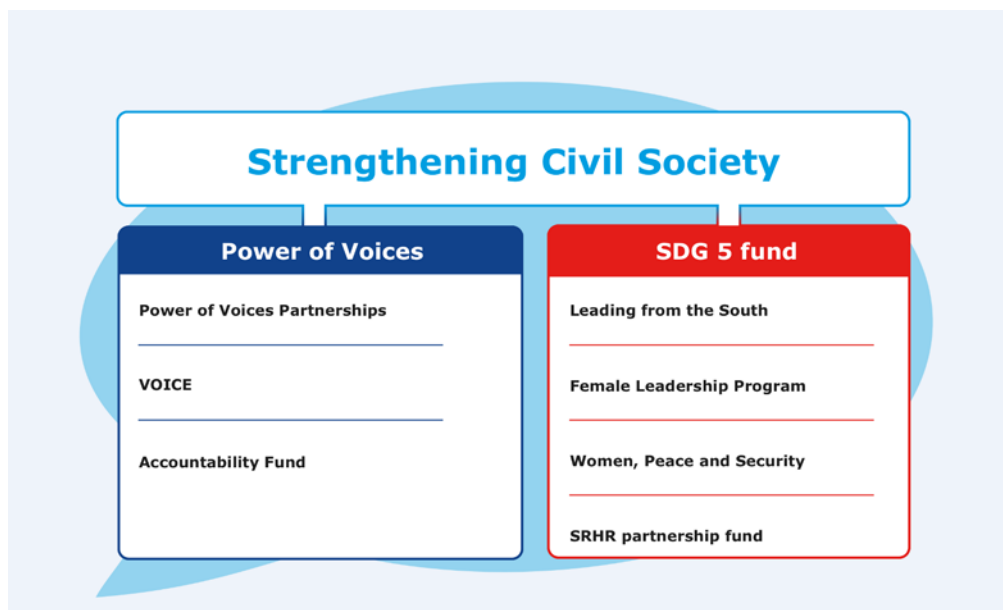 Strengthening Civil Society
Power of Voices
Power of Voices Partnerships
VOICE
Accountability Fund
SDG 5 fund
Leading from the South
Female Leadership Program
Women, Peace and Security
SRHR partnership fund